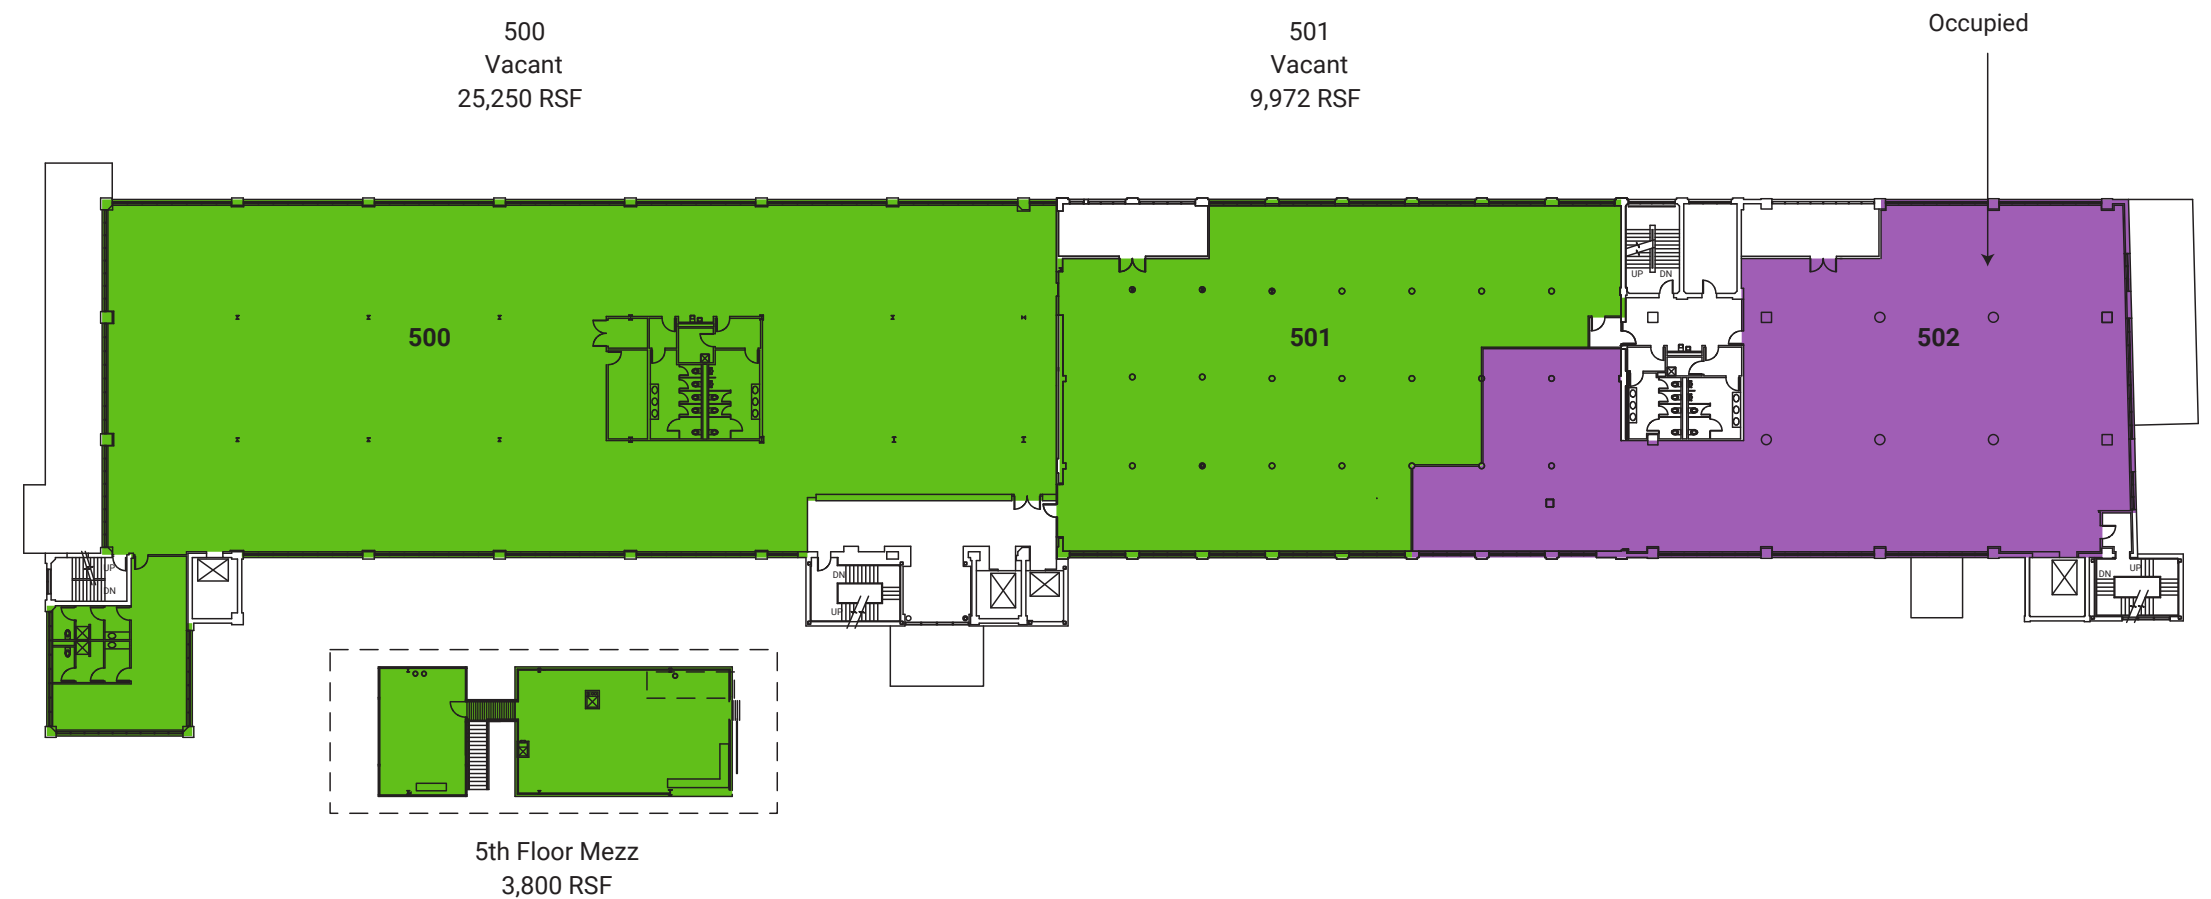 500
Vacant
25,250 RSF
501
Vacant
9,972 RSF
Occupied
UP DN
500
501
502
UP
DN
DN
UP
UP
DN
5th Floor Mezz
3,800 RSF